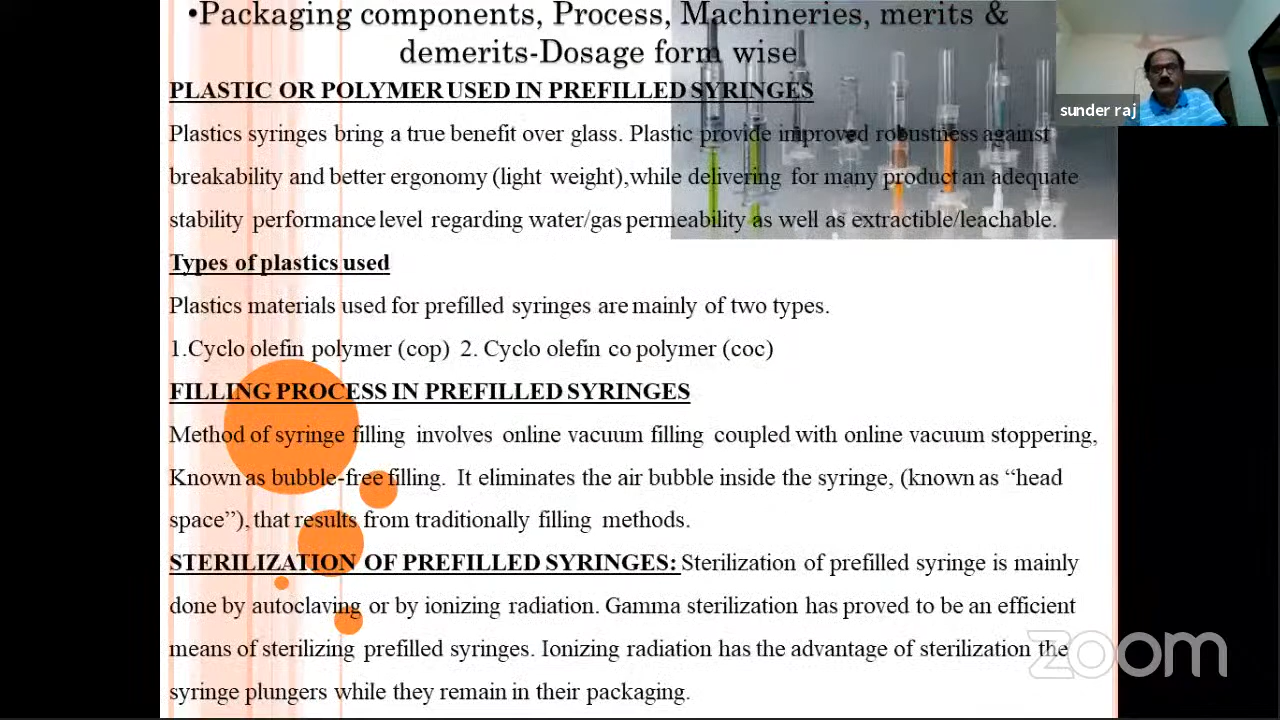 •Packaging components, Process, Machineries, merits &
demerits-Dosage form wise
sunder raj
PLASTIC OR POLYMER USED IN PREFILLED SYRINGES
Plastics syringes bring a true benefit over glass. Plastic provide improved robustness against
breakability and better ergonomy (light weight),while delivering for many product an adequate
stability performance level regarding water/gas permeability as well as extractible/leachable.
Types of plastics used
Plastics materials used for prefilled syringes are mainly of two types.
1.Cyclo olefin polymer (cop) 2. Cyclo olefin co polymer (coc)
FILLING PROCESS IN PREFILLED SYRINGES
Method of syringe filling involves online vacuum filling coupled with online vacuum stoppering,
Known as bubble-free filling. It eliminates the air bubble inside the syringe, (known as “head
space”), that results from traditionally filling methods.
STERILIZATION OF PREFILLED SYRINGES: Sterilization of prefilled syringe is mainly
done by autoclaving or by ionizing radiation. Gamma sterilization has proved to be an efficient
means of sterilizing prefilled syringes. Ionizing radiation has the advantage of sterilization the
syringe plungers while they remain in their packaging.
zoom